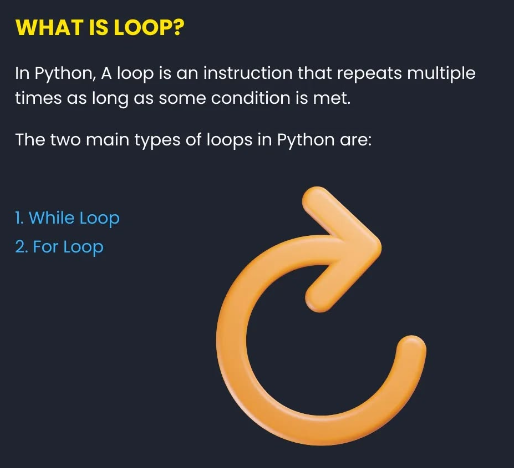 WHAT IS LOOP?
In Python, A loop is an instruction that repeats multiple
times as long as some condition is met.
The two main types of loops in Python are:
1. While Loop
2. For Loop